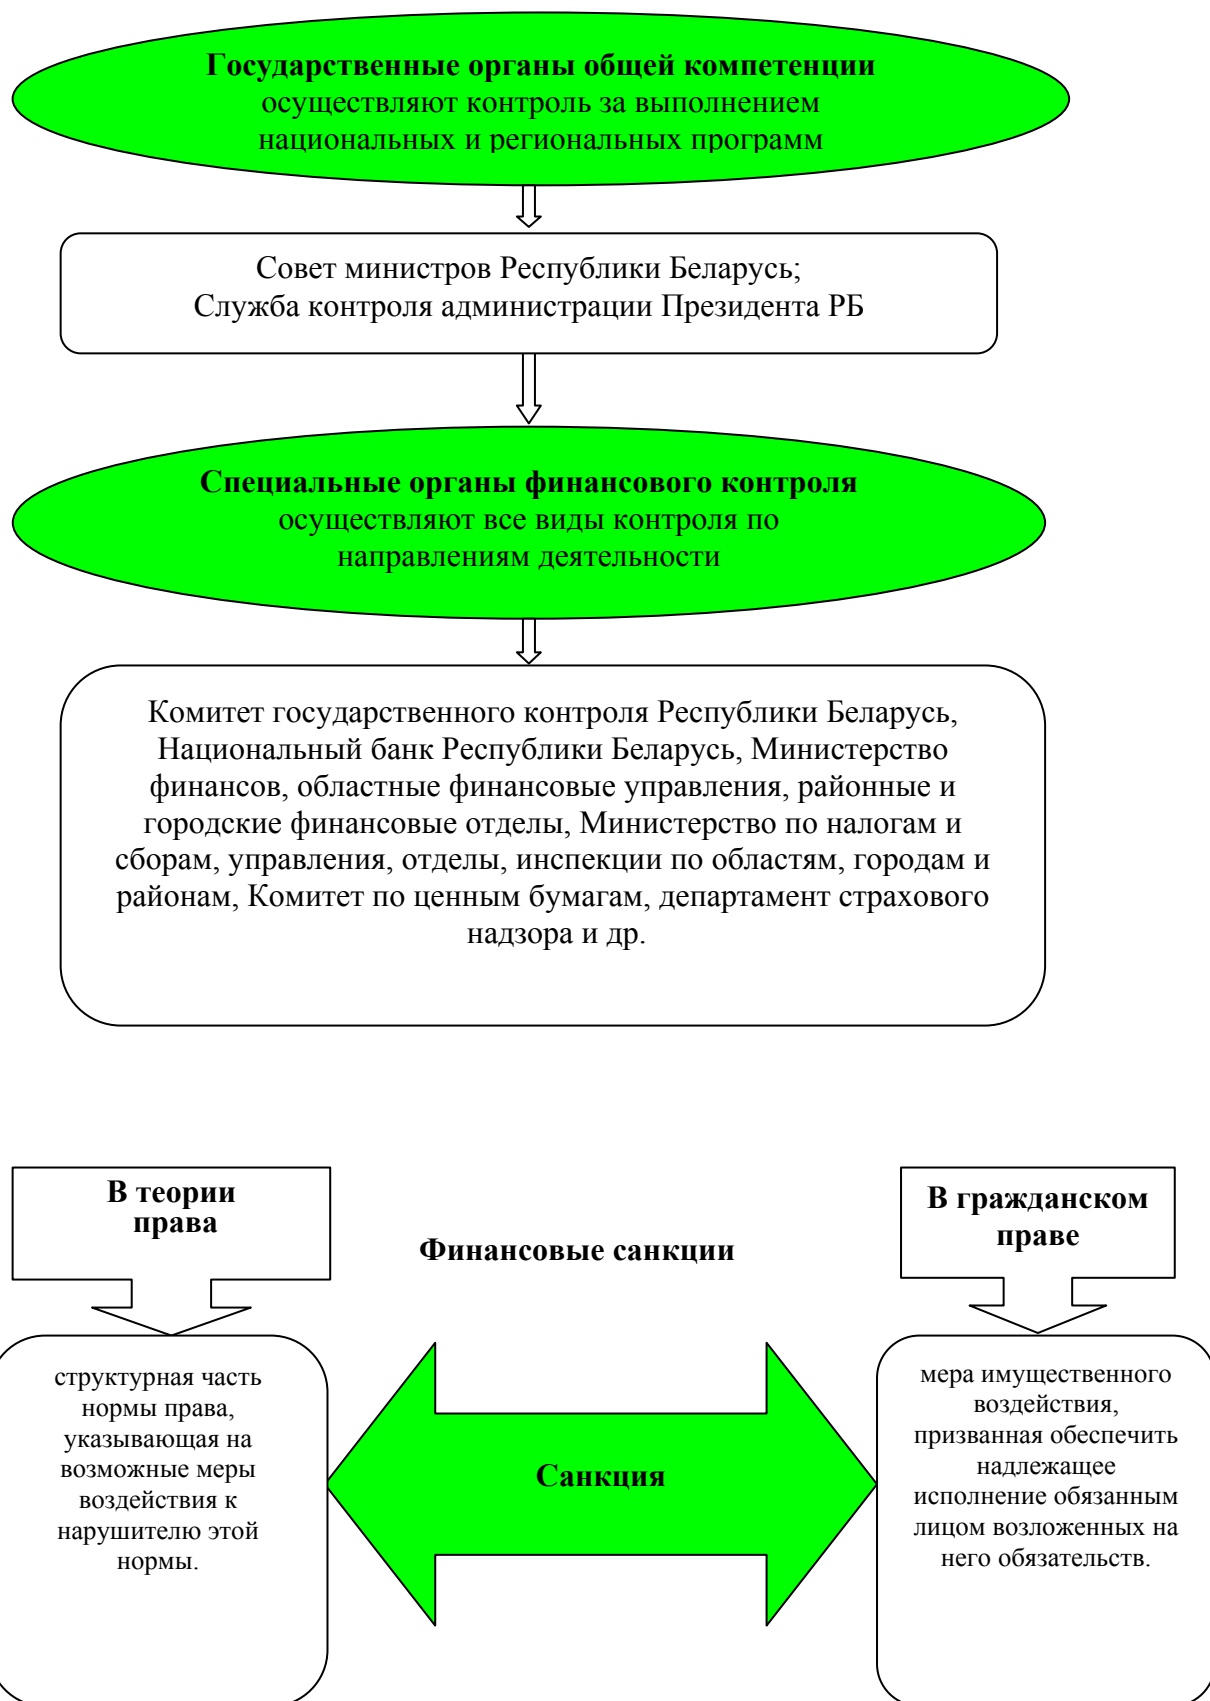 Государственные органы общей компетенции
осуществляют контроль за выполнением
национальных и региональных программ
Совет министров Республики Беларусь;
Служба контроля администрации Президента РБ
Специальные органы финансового контроля
осуществляют все виды контроля по
направлениям деятельности
Комитет государственного контроля Республики Беларусь,
Национальный банк Республики Беларусь, Министерство
финансов, областные финансовые управления, районные и
городские финансовые отделы, Министерство по налогам и
сборам, управления, отделы, инспекции по областям, городам и
районам, Комитет по ценным бумагам, департамент страхового
надзора и др.
В теории
права
Финансовые санкции
В гражданском
праве
структурная часть
нормы права,
указывающая на
возможные меры
воздействия к
нарушителю этой
нормы.
Санкция
мера имущественного
воздействия,
призванная обеспечить
надлежащее
исполнение обязанным
лицом возложенных на
него обязательств.